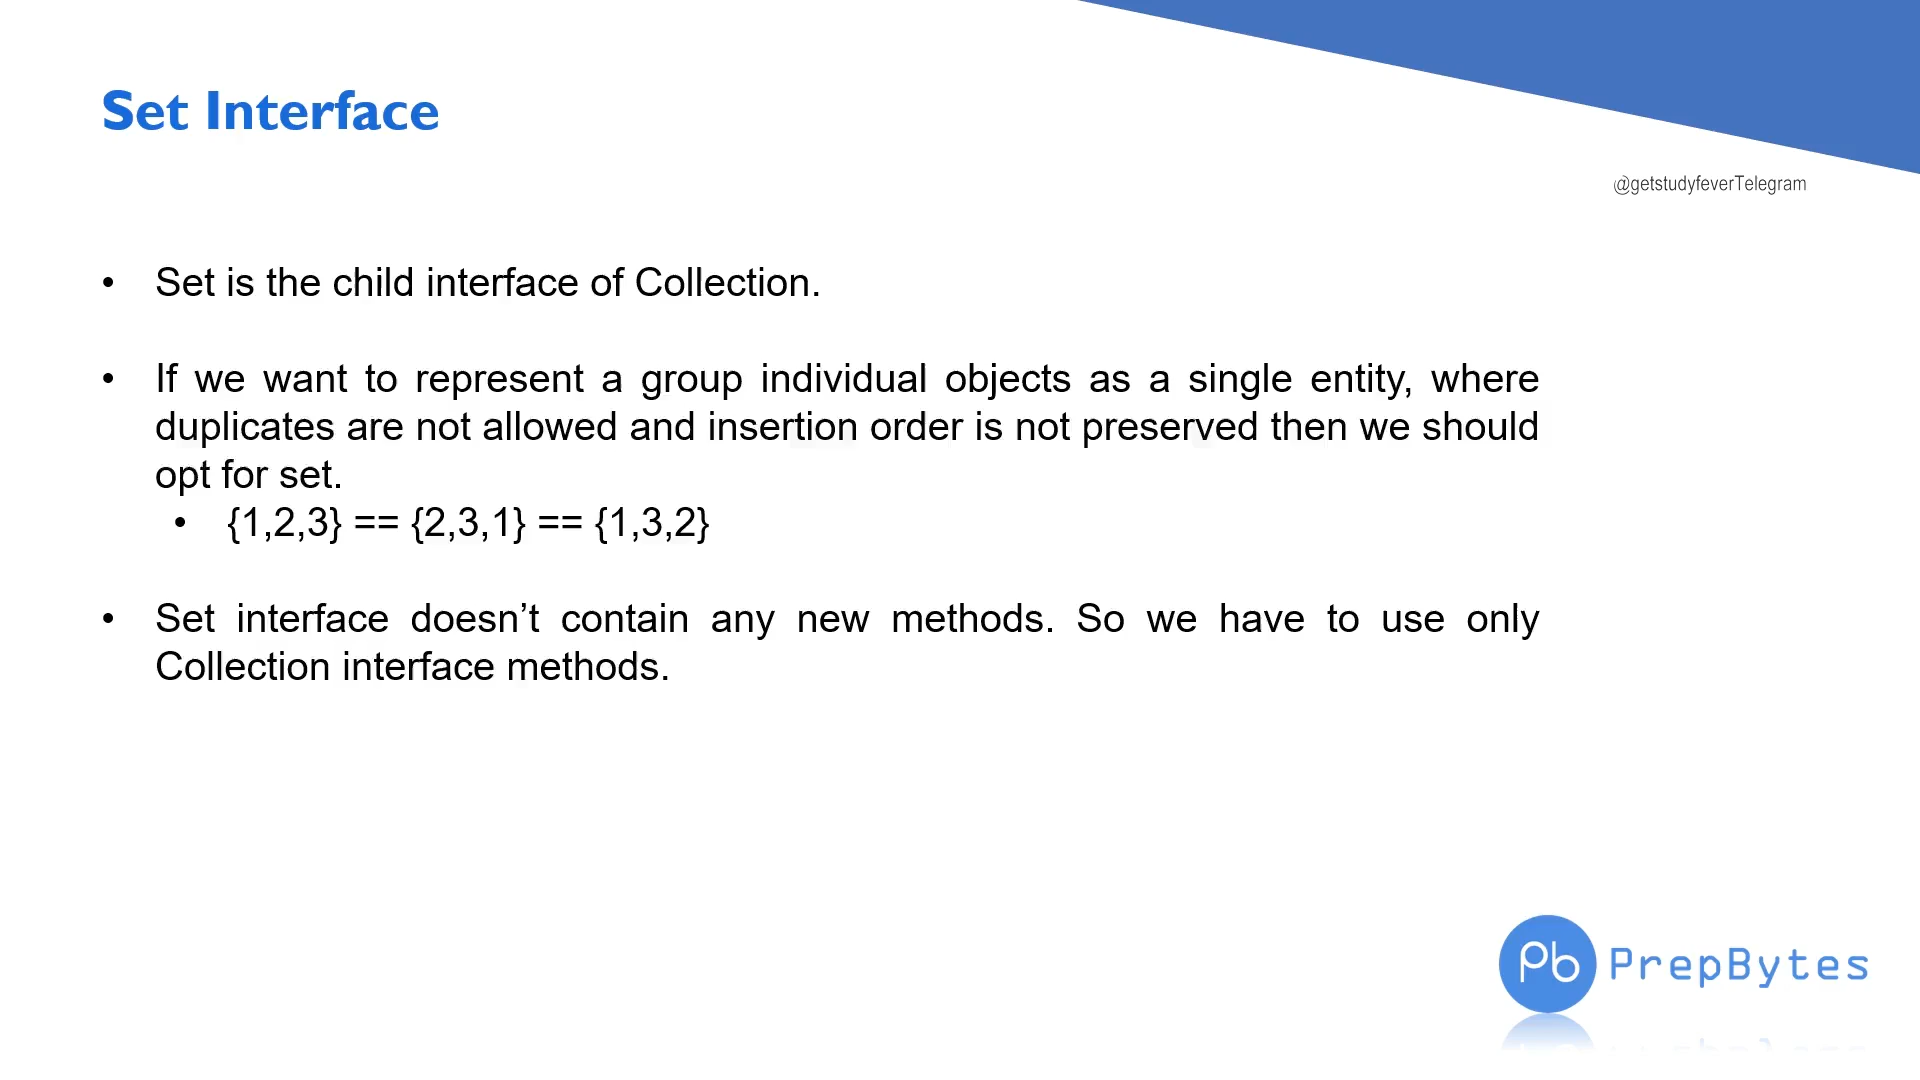 Set Interface
@getstudyfeverTelegram
• Set is the child interface of Collection.
• If we want to represent a group individual objects as a single entity, where
duplicates are not allowed and insertion order is not preserved then we should
opt for set.
• {1,2,3} == {2,3,1} == {1,3,2}
• Set interface doesn’t contain any new methods. So we have to use only
Collection interface methods.
Pb PrepBytes